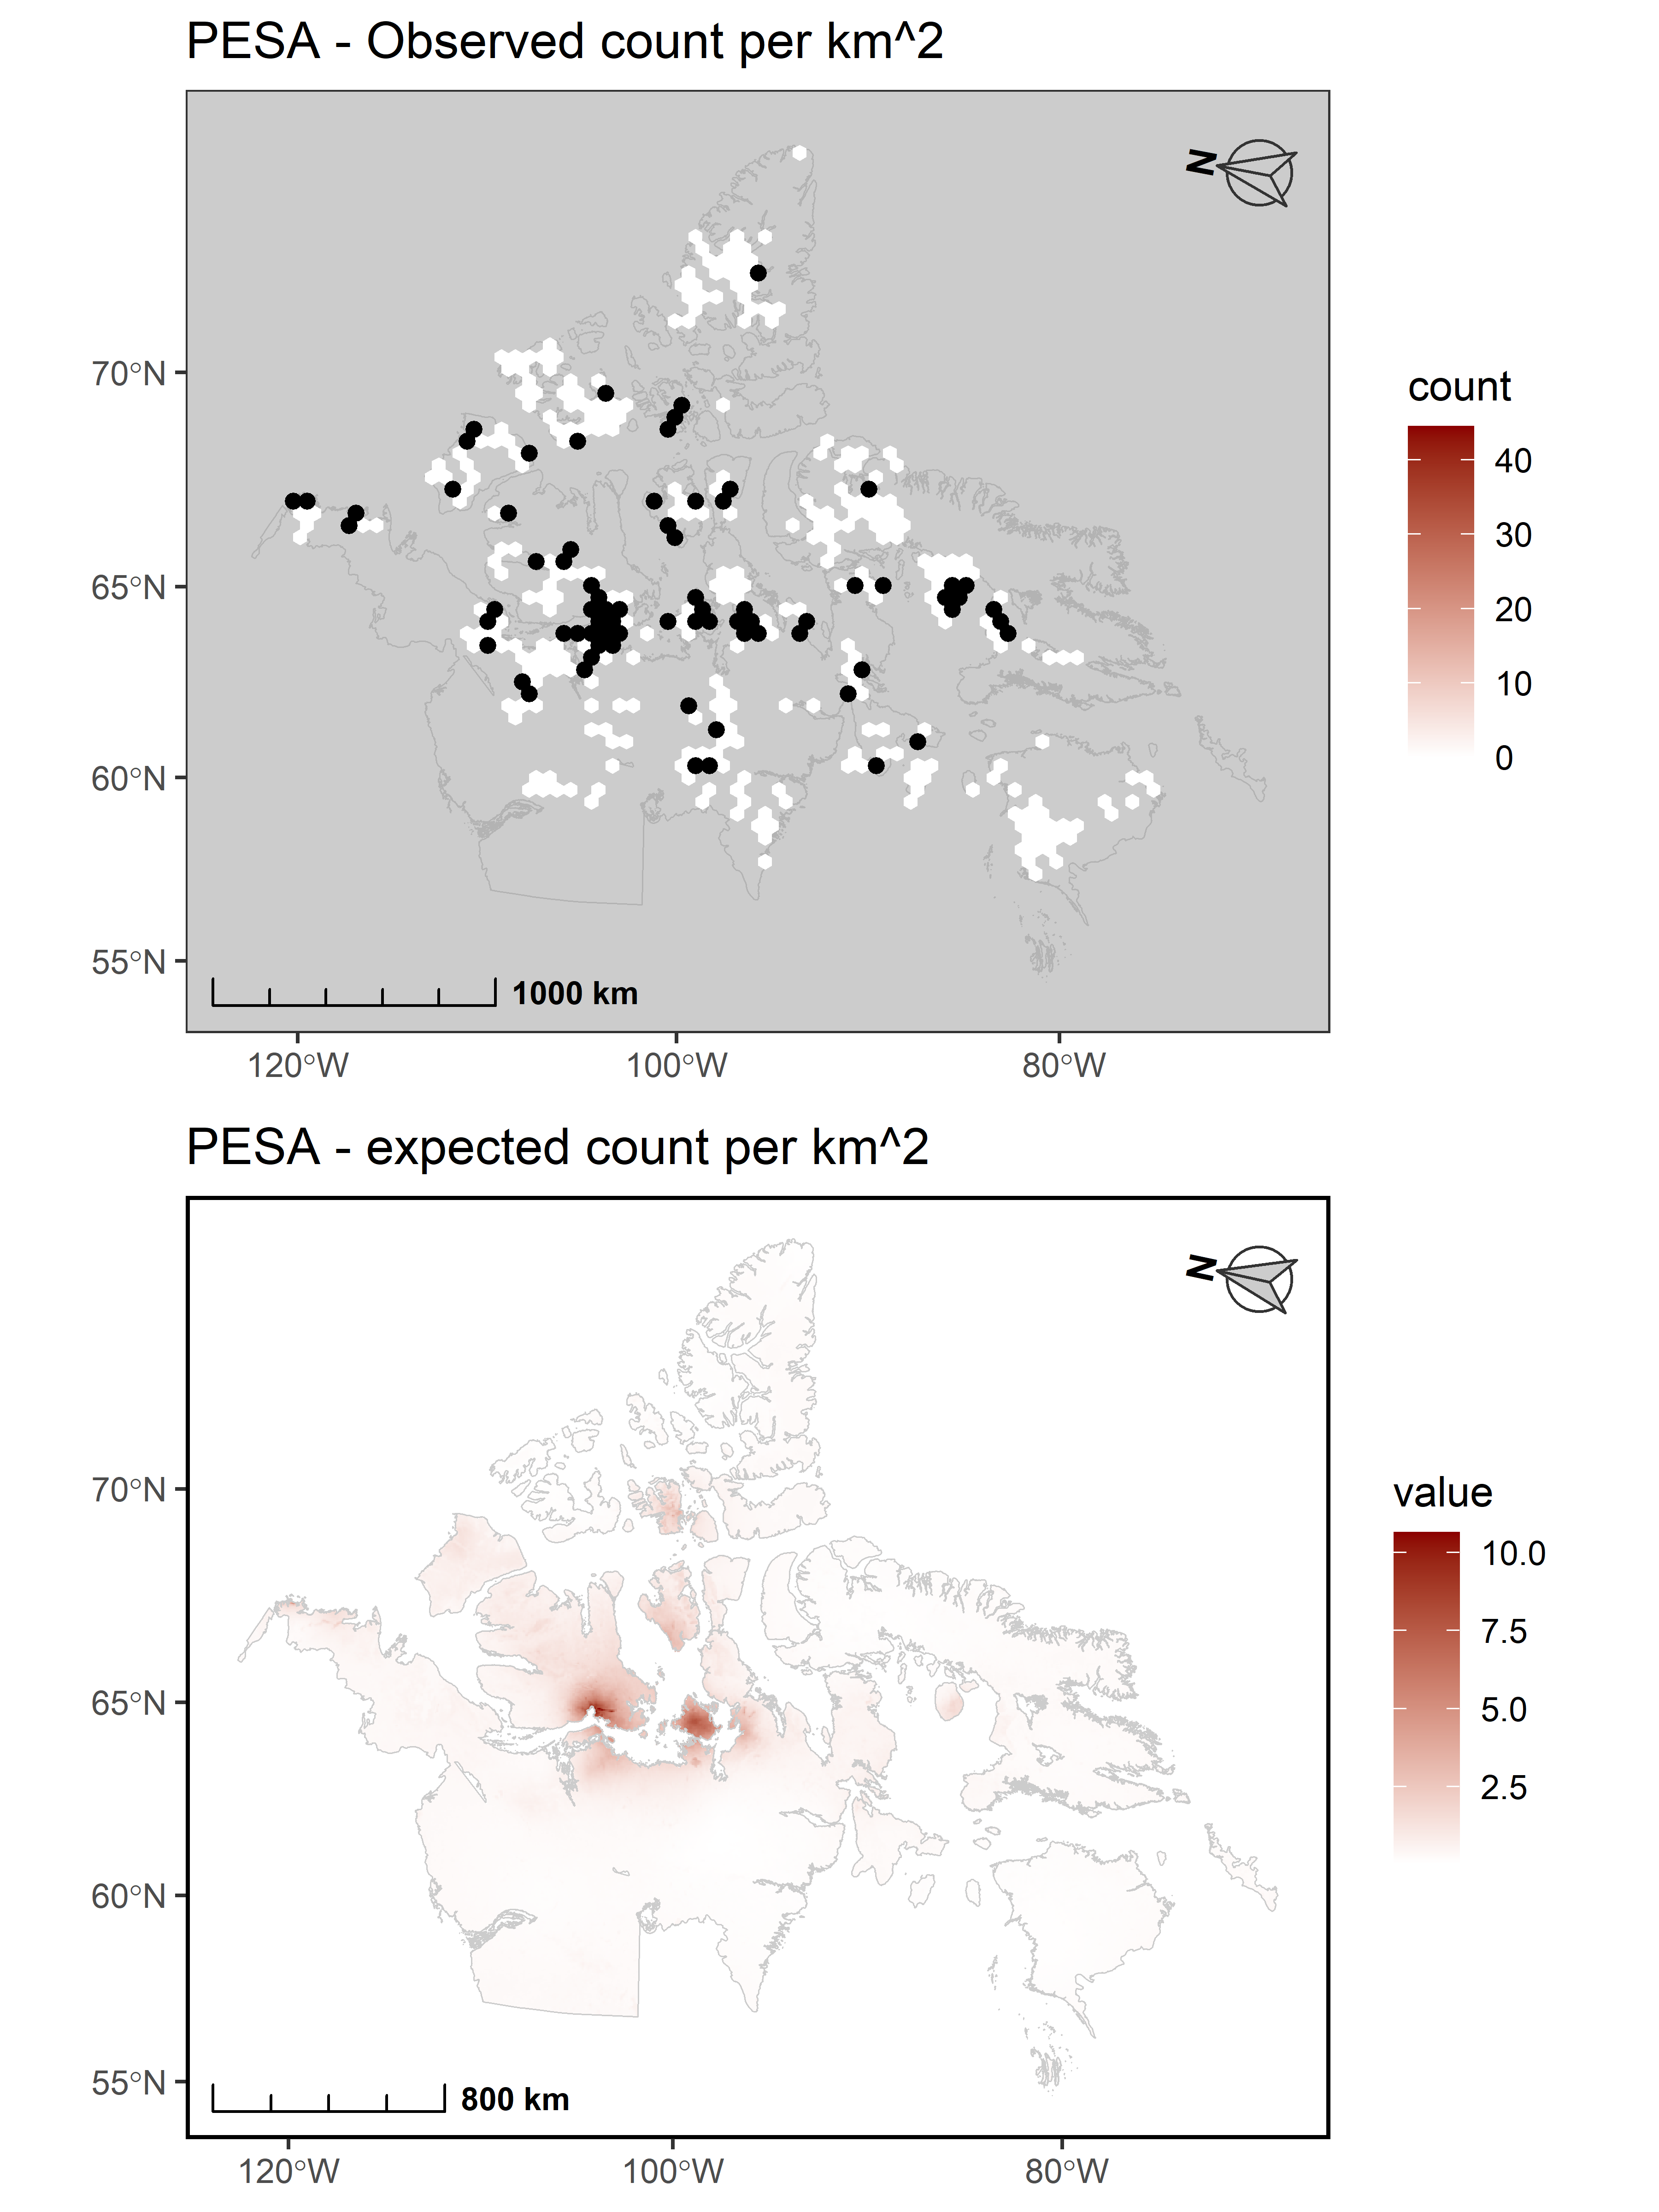 PESA - Observed count per km^2
N
70°N
65°N
60°N
55°N
1000 km
120°W
100°W
80°W
count
40
30
20
10
0
PESA - expected count per km^2
N
70°N
65°N
60°N
55°N
800 km
120°W
100°W
80°W
value
10.0
7.5
5.0
2.5